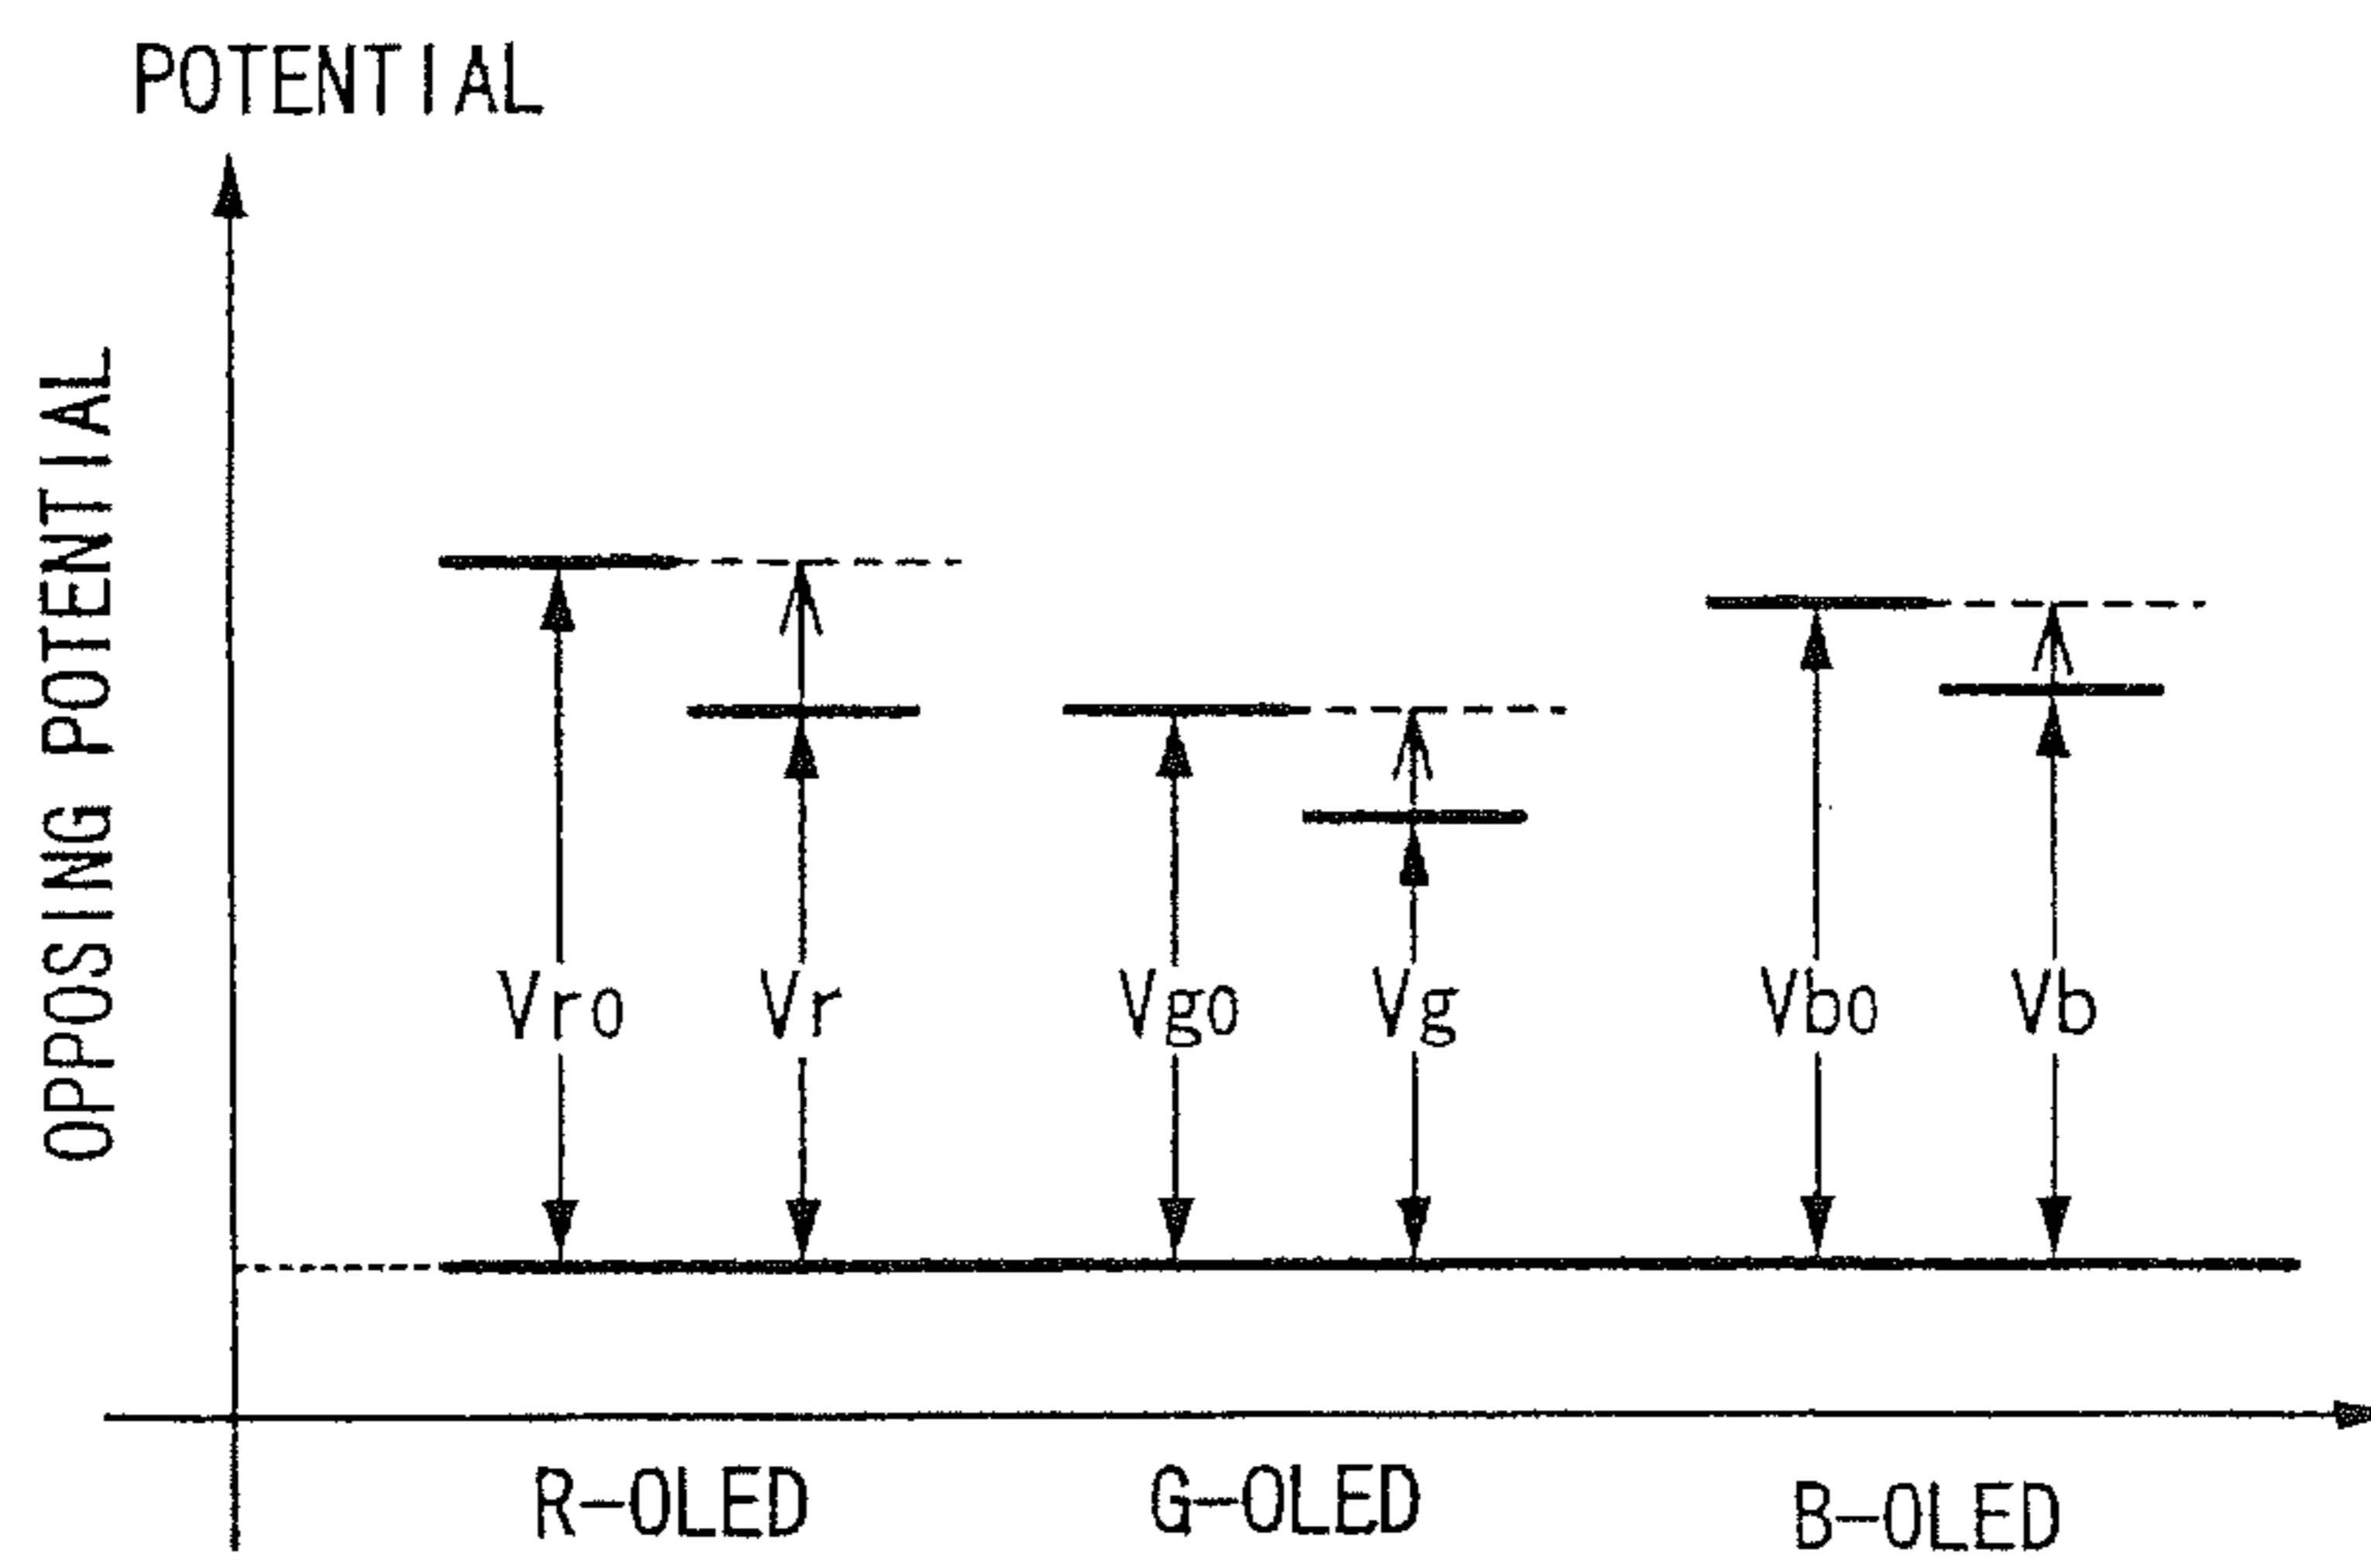 POTENTIAL
OPPOSING POTENTIAL
Vro Vr Vgo Vg Vbo Vb
R-OLED G-OLED B-OLED